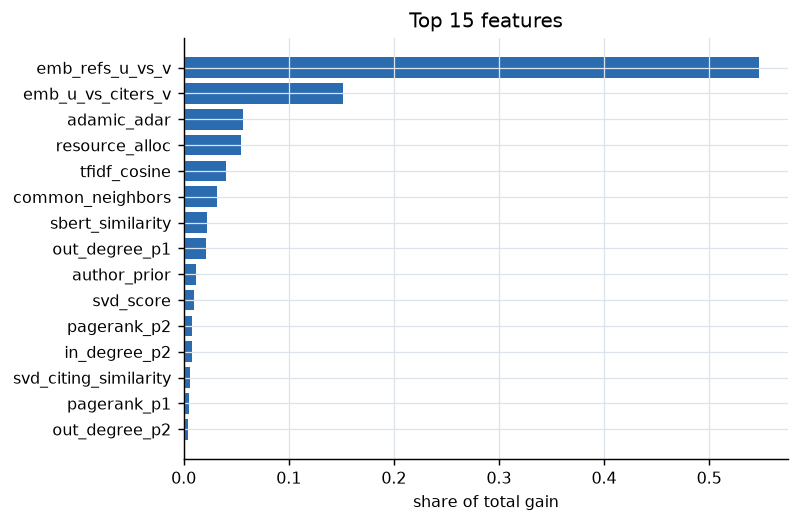 Top 15 features
emb_refs_u_vs_v
emb_u_vs_citers_v
adamic_adar
resource_alloc
tfidf_cosine
common_neighbors
sbert_similarity
out_degree_p1
author_prior
svd_score
pagerank_p2
in_degree_p2
svd_citing_similarity
pagerank_p1
out_degree_p2
0.0 0.1 0.2 0.3 0.4 0.5
share of total gain